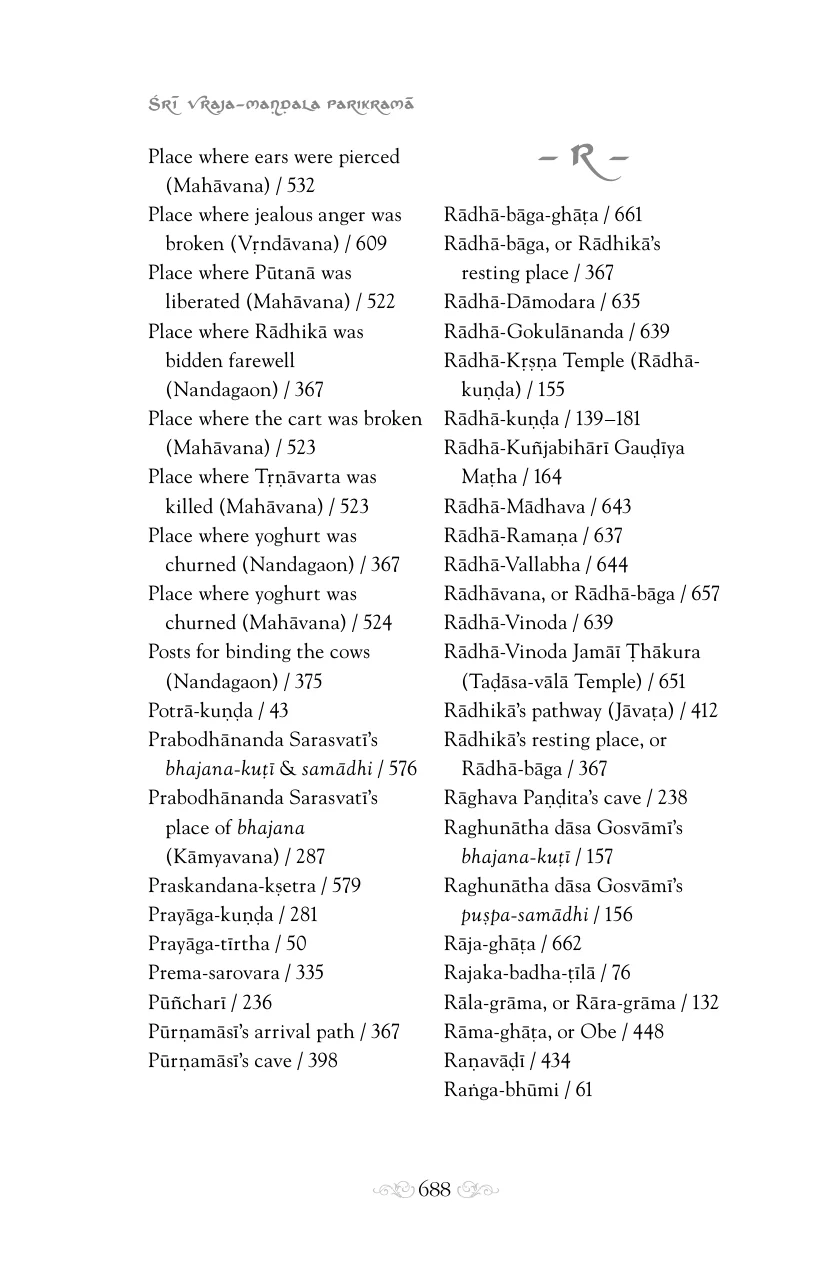 Śrī Vraja-maṇḍala Parikramā
Place where ears were pierced
(Mahāvana) / 532
Place where jealous anger was
broken (Vṛndāvana) / 609
Place where Pūtanā was
liberated (Mahāvana) / 522
Place where Rādhikā was
bidden farewell
(Nandagaon) / 367
Place where the cart was broken
(Mahāvana) / 523
Place where Tṛṇāvarta was
killed (Mahāvana) / 523
Place where yoghurt was
churned (Nandagaon) / 367
Place where yoghurt was
churned (Mahāvana) / 524
Posts for binding the cows
(Nandagaon) / 375
Potrā-kuṇḍa / 43
Prabodhānanda Sarasvatī’s
bhajana-kuṭī & samādhi / 576
Prabodhānanda Sarasvatī’s
place of bhajana
(Kāmyavana) / 287
Praskandana-kṣetra / 579
Prayāga-kuṇḍa / 281
Prayāga-tīrtha / 50
Prema-sarovara / 335
Pūñcharī / 236
Pūrṇamāsī’s arrival path / 367
Pūrṇamāsī’s cave / 398
– R –
Rādhā-bāga-ghāṭa / 661
Rādhā-bāga, or Rādhikā’s
resting place / 367
Rādhā-Dāmodara / 635
Rādhā-Gokulānanda / 639
Rādhā-Kṛṣṇa Temple (Rādhā-
kuṇḍa) / 155
Rādhā-kuṇḍa / 139–181
Rādhā-Kuñjabihārī Gauḍīya
Maṭha / 164
Rādhā-Mādhava / 643
Rādhā-Ramaṇa / 637
Rādhā-Vallabha / 644
Rādhāvana, or Rādhā-bāga / 657
Rādhā-Vinoda / 639
Rādhā-Vinoda Jamāī Ṭhākura
(Taḍāsa-vālā Temple) / 651
Rādhikā’s pathway (Jāvaṭa) / 412
Rādhikā’s resting place, or
Rādhā-bāga / 367
Rāghava Paṇḍita’s cave / 238
Raghunātha dāsa Gosvāmī’s
bhajana-kuṭī / 157
Raghunātha dāsa Gosvāmī’s
puṣpa-samādhi / 156
Rāja-ghāṭa / 662
Rajaka-badha-ṭīlā / 76
Rāla-grāma, or Rāra-grāma / 132
Rāma-ghāṭa, or Obe / 448
Raṇavāḍī / 434
Raṅga-bhūmi / 61
688